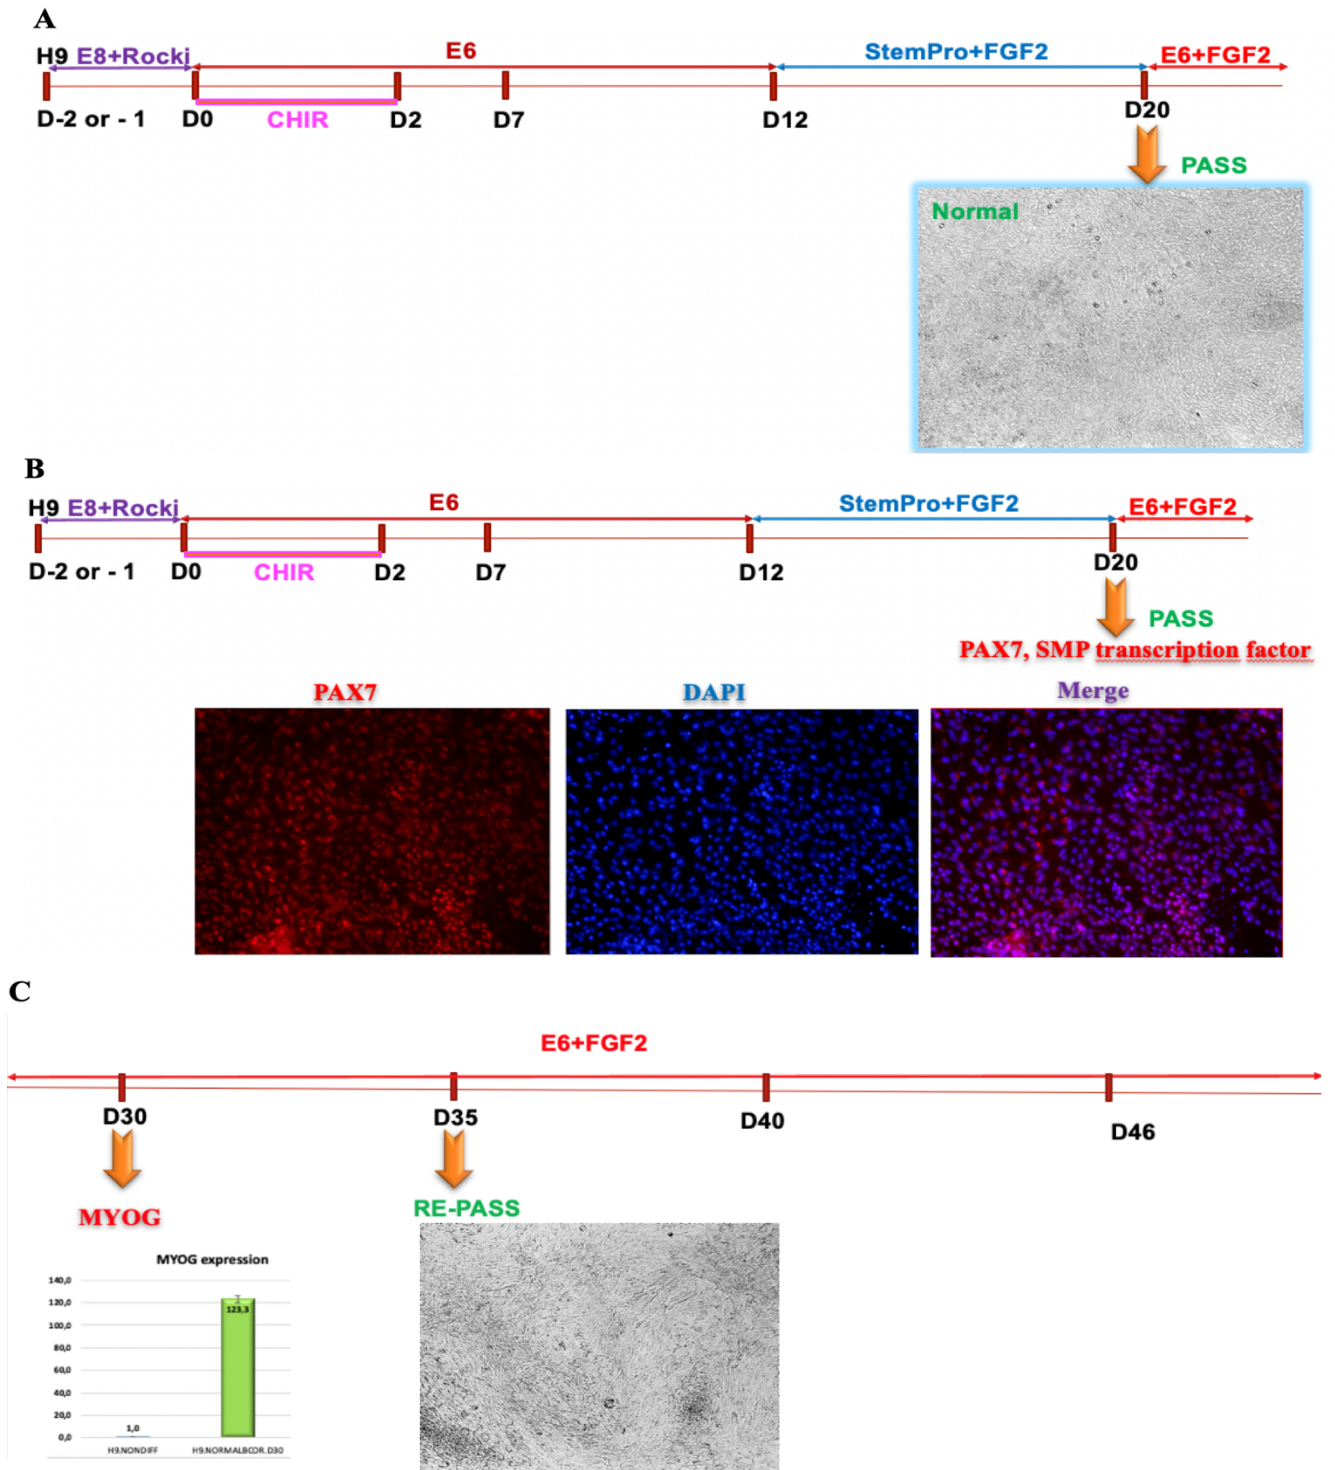 A
H9 E8+Rocki E6 StemPro+FGF2 E6+FGF2
D-2 or - 1 D0 CHIR D2 D7 D12 D20
PASS
Normal
B
H9 E8+Rocki E6 StemPro+FGF2 E6+FGF2
D-2 or - 1 D0 CHIR D2 D7 D12 D20
PASS
PAX7, SMP transcription factor
PAX7 DAPI Merge
C
E6+FGF2
D30 D35 D40 D46
MYOG RE-PASS
MYOG expression
140,0
120,0
123,3
100,0
80,0
60,0
40,0
20,0
1,0
0,0
H9.NONDIFF H9.NORMALBCOR.D30